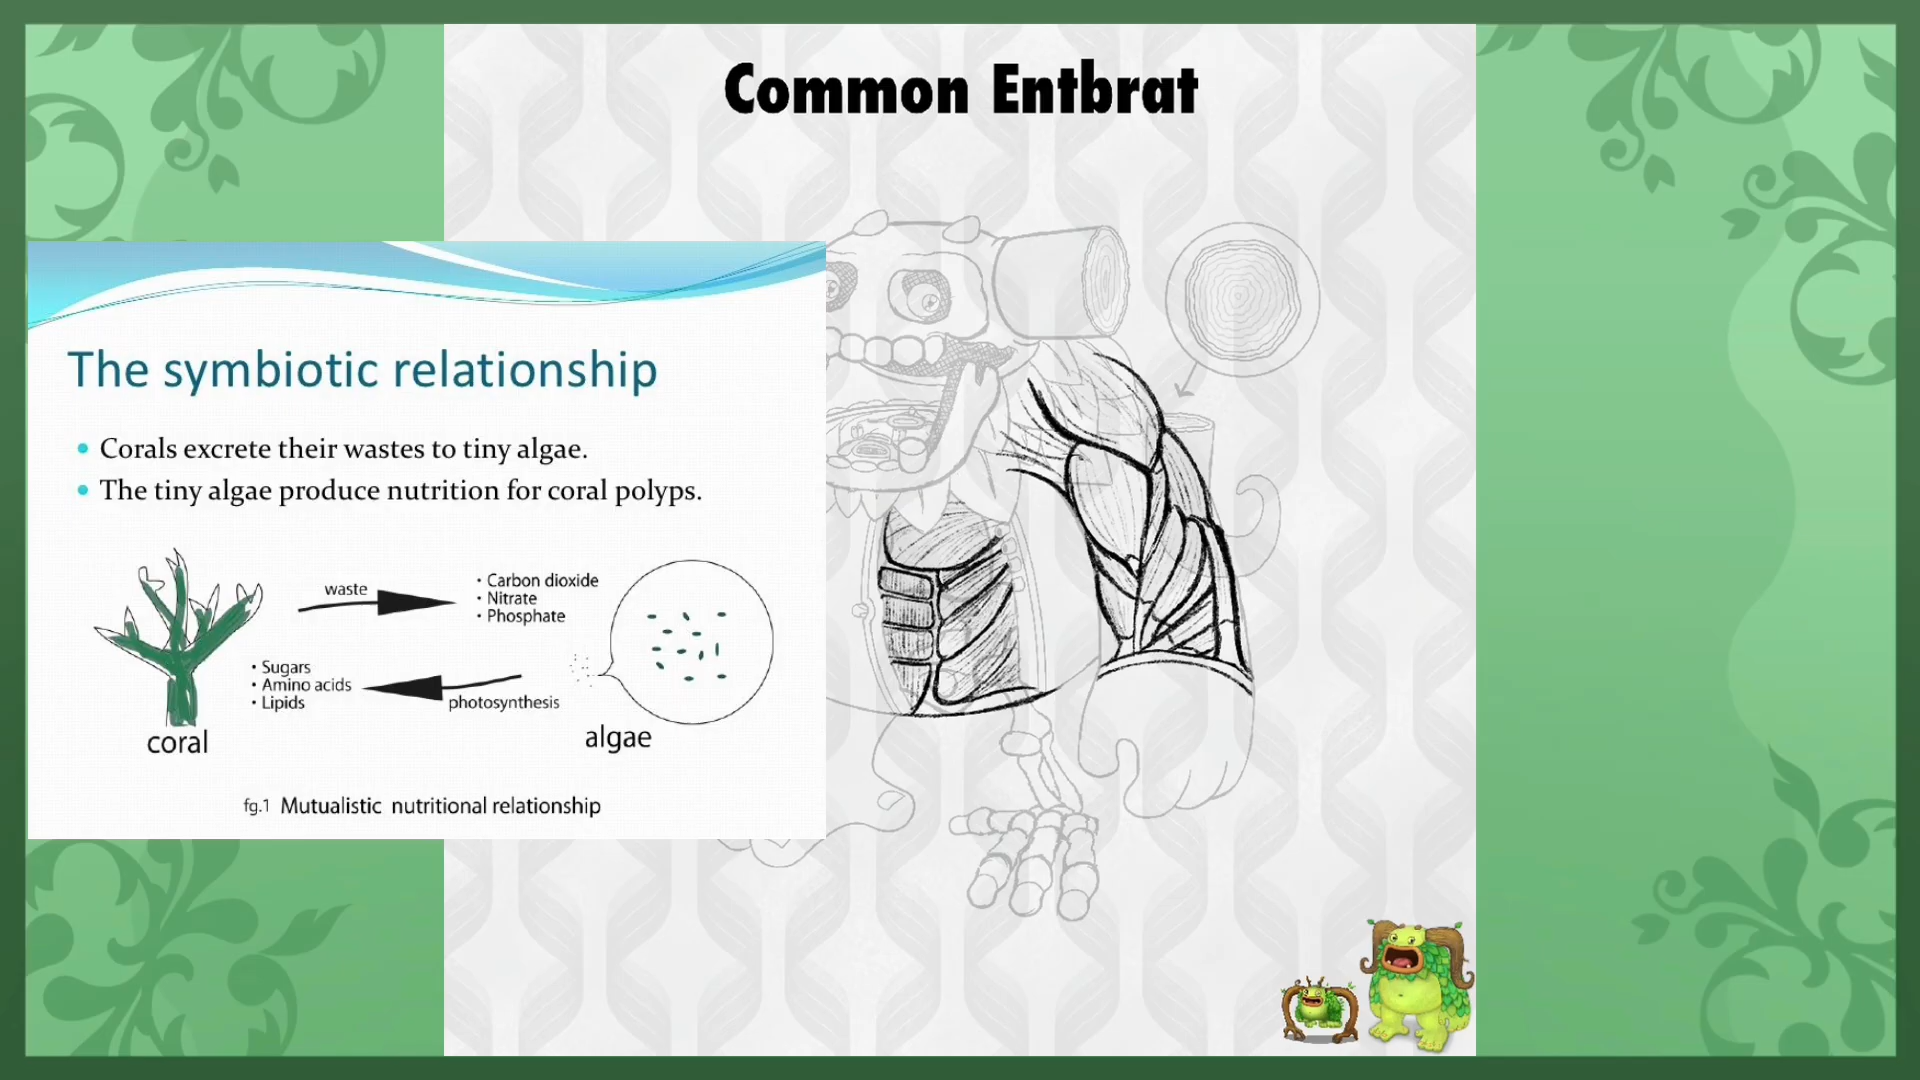 Common Entbrat
The symbiotic relationship
• Corals excrete their wastes to tiny algae.
• The tiny algae produce nutrition for coral polyps.
waste
• Carbon dioxide
• Nitrate
• Phosphate
• Sugars
• Amino acids
• Lipids
photosynthesis
coral
algae
fg.1 Mutualistic nutritional relationship